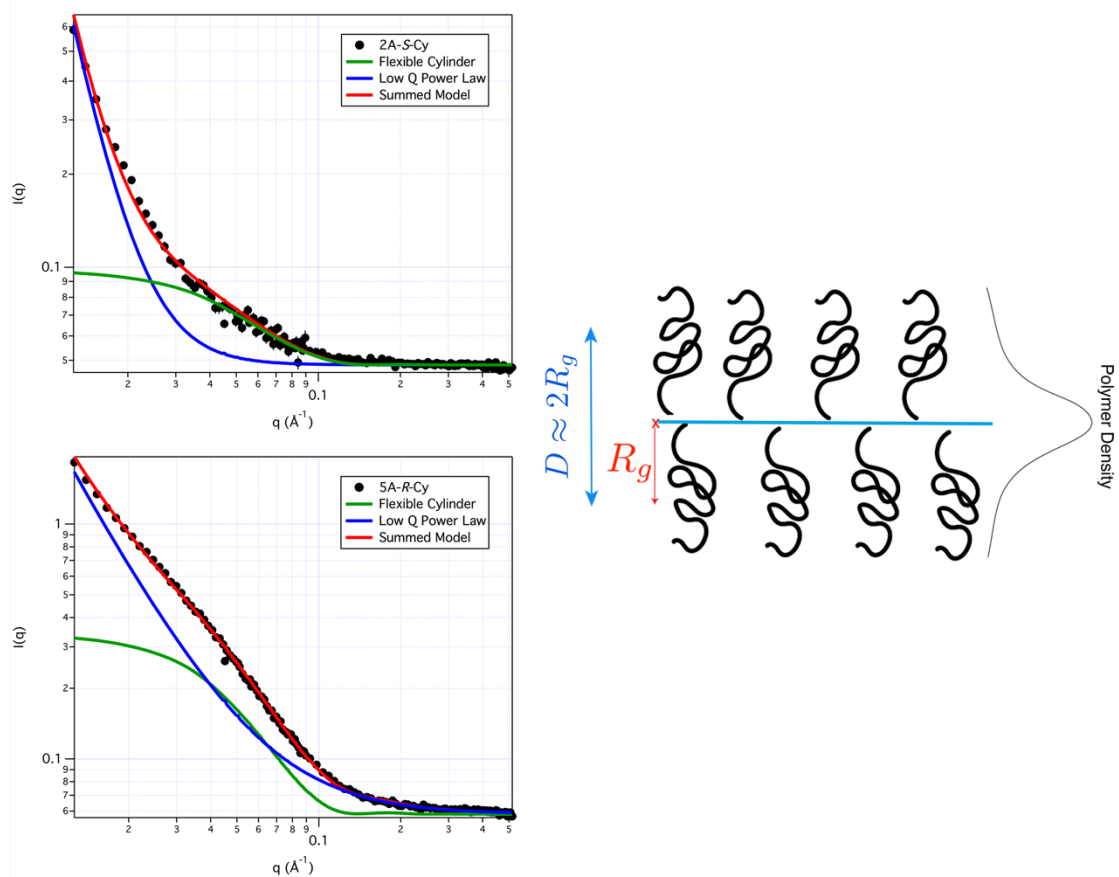 2A-S-Cy
Flexible Cylinder
Low Q Power Law
Summed Model
I(q)
6
5
4
3
2
0.1
9
8
7
6
5
2 3 4 5 6 7 8 9 0.1 2 3 4 5
q (Å⁻¹)
5A-R-Cy
Flexible Cylinder
Low Q Power Law
Summed Model
I(q)
1
9
8
7
6
5
4
3
2
0.1
9
8
7
6
2 3 4 5 6 7 8 9 0.1 2 3 4 5
q (Å⁻¹)
D ≈ 2R_g
x
R_g
Polymer Density